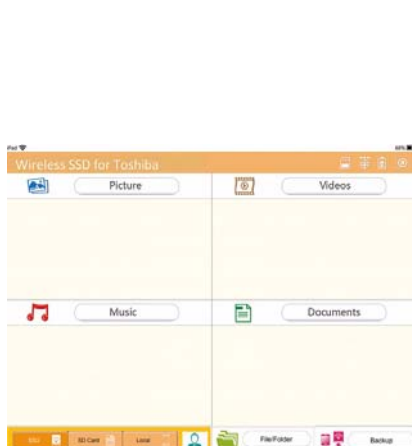 iPad
Wireless SSD for Toshiba
Picture
Videos
Music
Documents
SSD
SD Card
Local
File/Folder
Backup